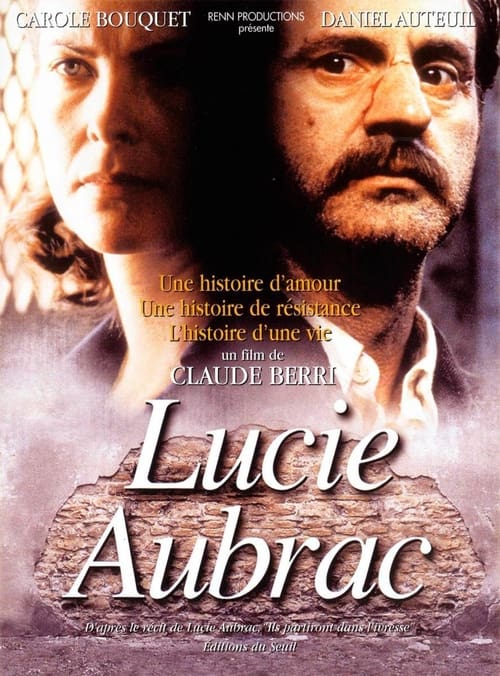 CAROLE BOUQUET RENN PRODUCTIONS DANIEL AUTEUIL
présente
Une histoire d'amour
Une histoire de résistance
L'histoire d'une vie
un film de
CLAUDE BERRI
Lucie
Aubrac
D'après le récit de Lucie Aubrac, "Ils partiront dans l'ivresse"
Editions du Seuil